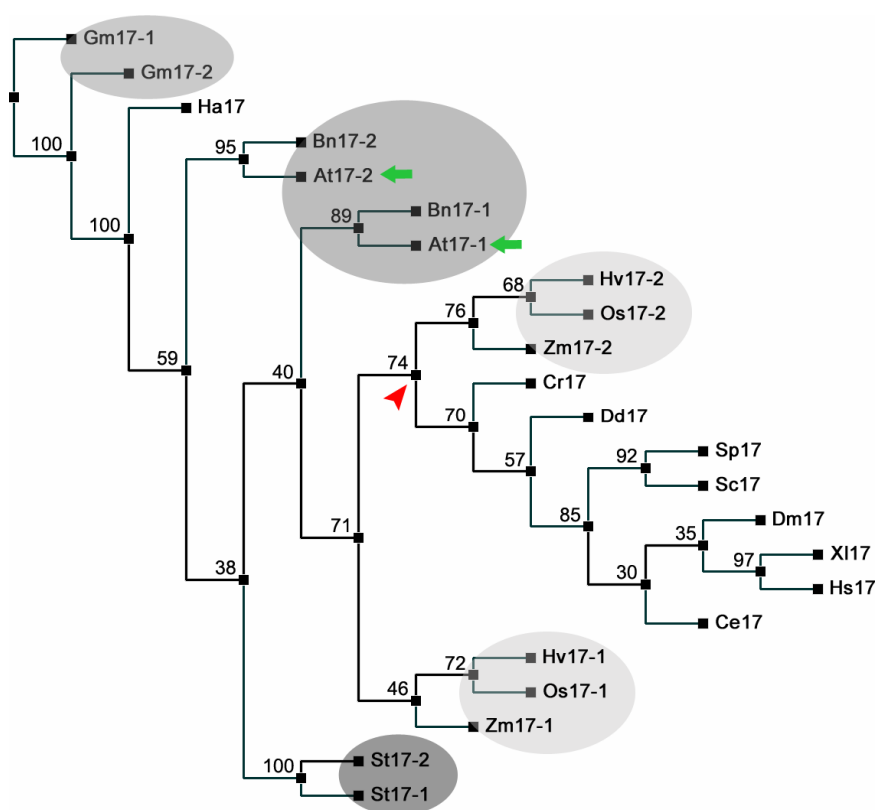 Gm17-1
Gm17-2
Ha17
100
Bn17-2
95
At17-2
Bn17-1
89
100
At17-1
Hv17-2
68
76
Os17-2
Zm17-2
59
40
74
Cr17
70
Dd17
57
Sp17
92
Sc17
85
Dm17
35
71
97
Xl17
38
30
Hs17
Ce17
72
Hv17-1
46
Os17-1
Zm17-1
100
St17-2
St17-1